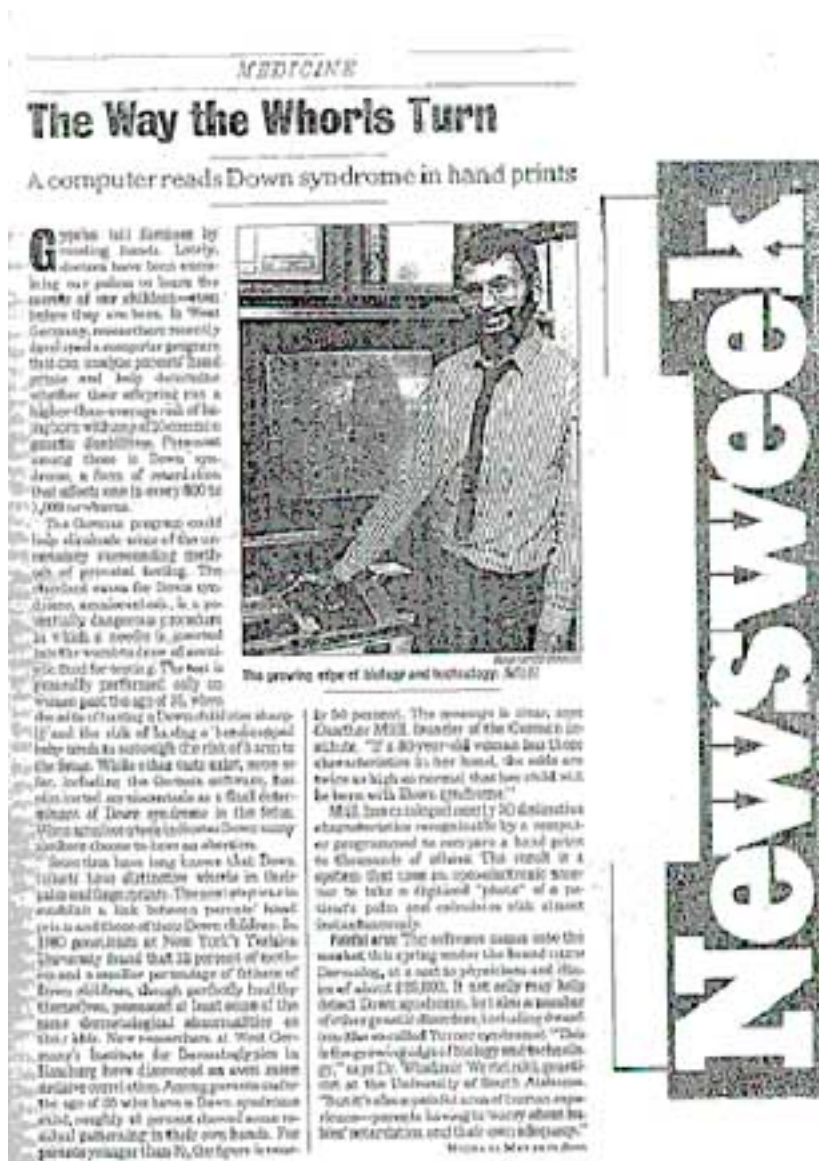 MEDICINE
The Way the Whorls Turn
A computer reads Down syndrome in hand prints
Gypsies tell fortunes by
reading hands. Lately,
doctors have been exam-
ining our palms to learn the
secrets of our children—even
before they are born. In West
Germany, researchers recently
developed a computer program
that can analyze parents' hand
prints and help determine
whether their offspring run a
higher-than-average risk of be-
ing born with any of 20 common
genetic disabilities. Foremost
among these is Down syn-
drome, a form of retardation
that affects one in every 800 to
1,000 newborns.
The German program could
help eliminate some of the un-
certainty surrounding meth-
ods of prenatal testing. The
standard exam for Down syn-
drome, amniocentesis, is a po-
tentially dangerous procedure
in which a needle is inserted
into the womb to draw off amni-
otic fluid for testing. The test is
generally performed only on
women past the age of 35, when
the odds of having a Down child rise sharp-
ly and the risk of having a handicapped
baby tends to outweigh the risk of harm to
the fetus. While other tests exist, none so
far, including the German software, has
supplanted amniocentesis as a final deter-
minant of Down syndrome in the fetus.
When amniocentesis indicates Down many
mothers choose to have an abortion.
Scientists have long known that Down
infants have distinctive whorls in their
palm and fingerprints. The next step was to
establish a link between parents' hand
prints and those of their Down children. In
1980 geneticists at New York's Yeshiva
University found that of moth-
ers and a smaller percentage of fathers of
Down children, though perfectly healthy
themselves, possessed at least some of the
same dermatological abnormalities as
their kids. Now researchers at West Ger-
many's Institute for Dermatoglyphics in
Hamburg have discovered an even more
decisive correlation. Among parents under
the age of who have a Down syndrome
child, roughly percent showed some re-
sidual patterning in their own hands. For
parents younger than 30, the figure is near-
The growing edge of biology and technology:
ly 50 percent. The message is clear, says
founder of the German in-
stitute. "If a 30-year-old woman has those
characteristics in her hand, the odds are
twice as high as normal that her child will
be born with Down syndrome."
has cataloged nearly distinctive
characteristics recognizable by a comput-
er programmed to compare a hand print
to thousands of others. The result is a
system that uses an opto-electronic scan-
ner to take a digitized "photo" of a pa-
tient's palm and calculates risk almost
instantaneously.
Painful area: The software comes onto the
market this spring under the brand name
at a cost to physicians and clin-
ics of about It not only may help
detect Down syndrome, but also a number
of other genetic disorders, including dwarf-
ism (the so-called Turner syndrome). "This
is the growing edge of biology and technolo-
gy," says Dr. Wladimir Wertelecki, geneti-
cist at the University of South Alabama.
"But it's also a painful area of human expe-
rience—parents having to worry about ba-
bies' retardation and their own adequacy."
Newsweek